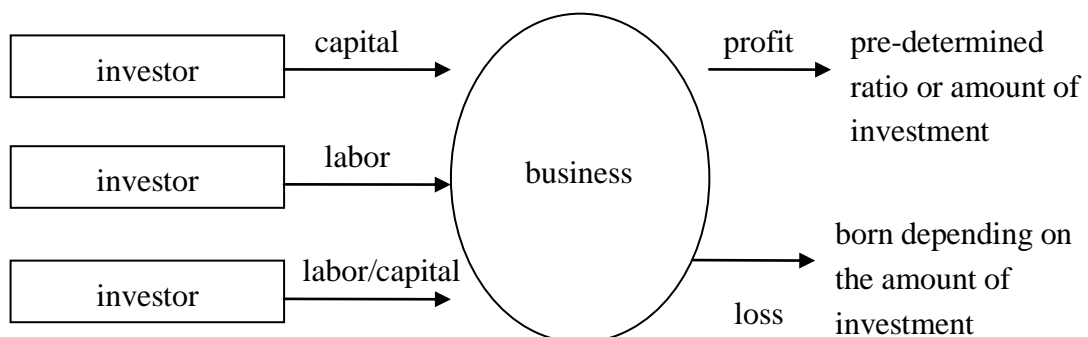 investor
capital
investor
labor
investor
labor/capital
business
profit
pre-determined
ratio or amount of
investment
loss
born depending on
the amount of
investment